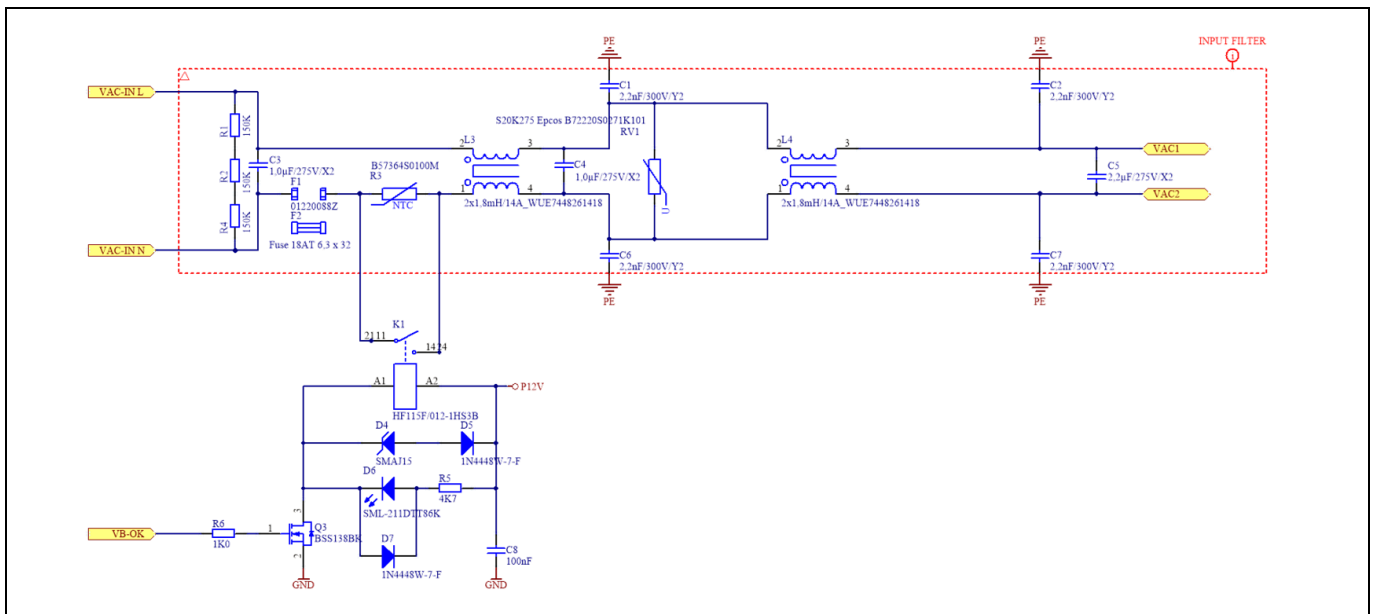 PE
PE
INPUT FILTER
i
VAC-IN L
C1
2,2nF/300V/Y2
C2
2,2nF/300V/Y2
S20K275 Epcos B72220S0271K101
RV1
R1
150K
L3
2
3
L4
2
3
VAC1
C3
1,0µF/275V/X2
B57364S0100M
R3
C4
1,0µF/275V/X2
C5
2,2µF/275V/X2
R2
150K
F1
01220088Z
NTC
1
4
1
4
VAC2
2x1,8mH/14A_WUE7448261418
U
2x1,8mH/14A_WUE7448261418
R4
150K
F2
Fuse 18AT 6,3 x 32
VAC-IN N
C6
2,2nF/300V/Y2
C7
2,2nF/300V/Y2
PE
PE
K1
2111
1424
A1
A2
P12V
HF115F/012-1HS3B
D4
D5
SMAJ15
1N4448W-7-F
D6
R5
4K7
SML-211DTT86K
3
VB-OK
R6
1K0
1
Q3
BSS138BK
2
D7
1N4448W-7-F
C8
100nF
GND
GND